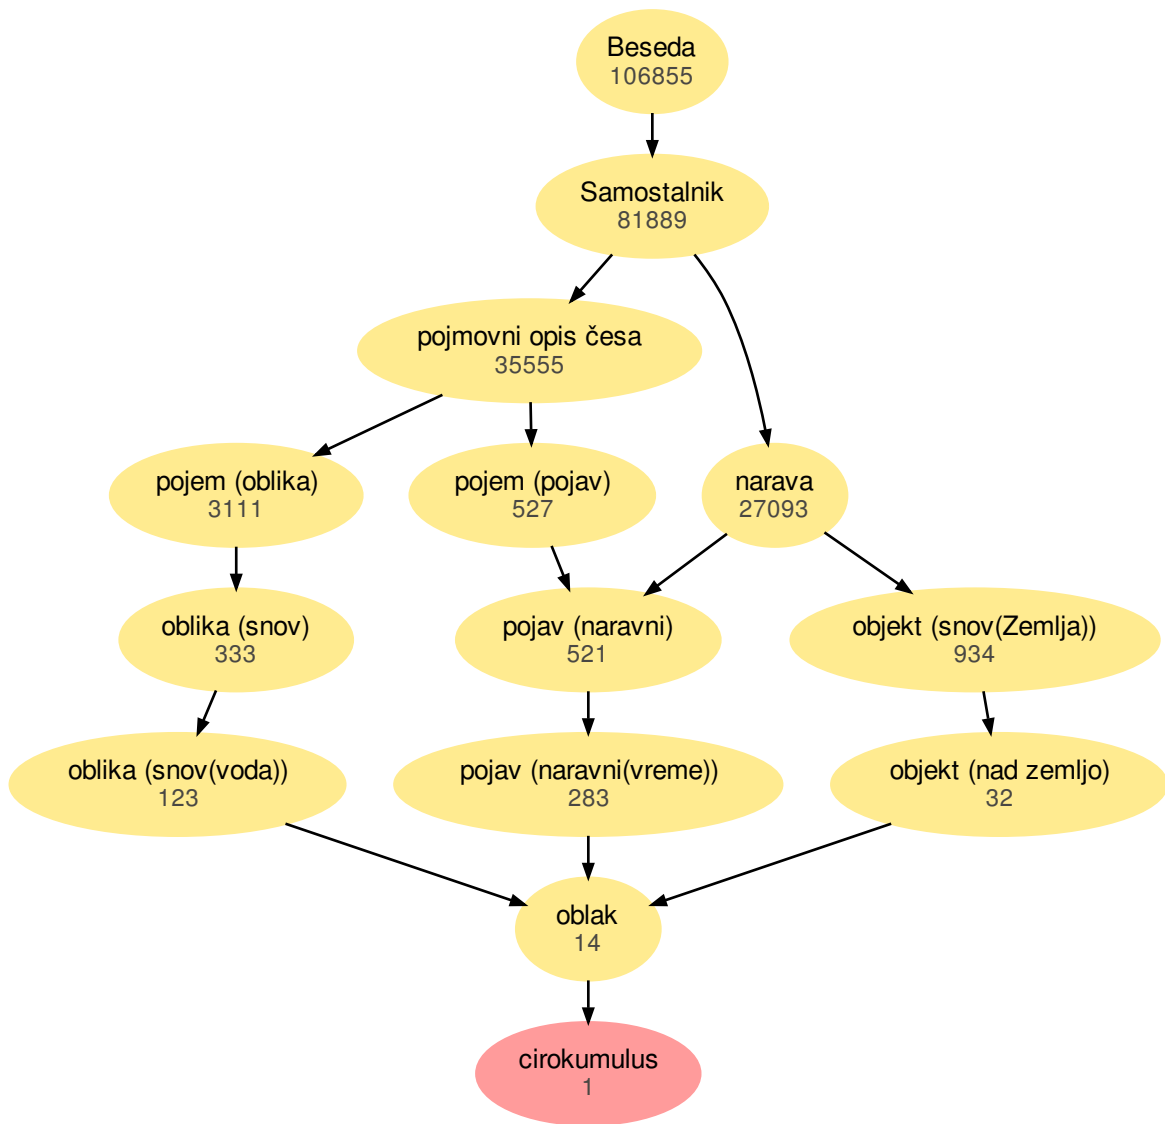 Beseda
106855
Samostalnik
81889
pojmovni opis česa
35555
pojem (oblika)
3111
pojem (pojav)
527
narava
27093
oblika (snov)
333
pojav (naravni)
521
objekt (snov(Zemlja))
934
oblika (snov(voda))
123
pojav (naravni(vreme))
283
objekt (nad zemljo)
32
oblak
14
cirokumulus
1